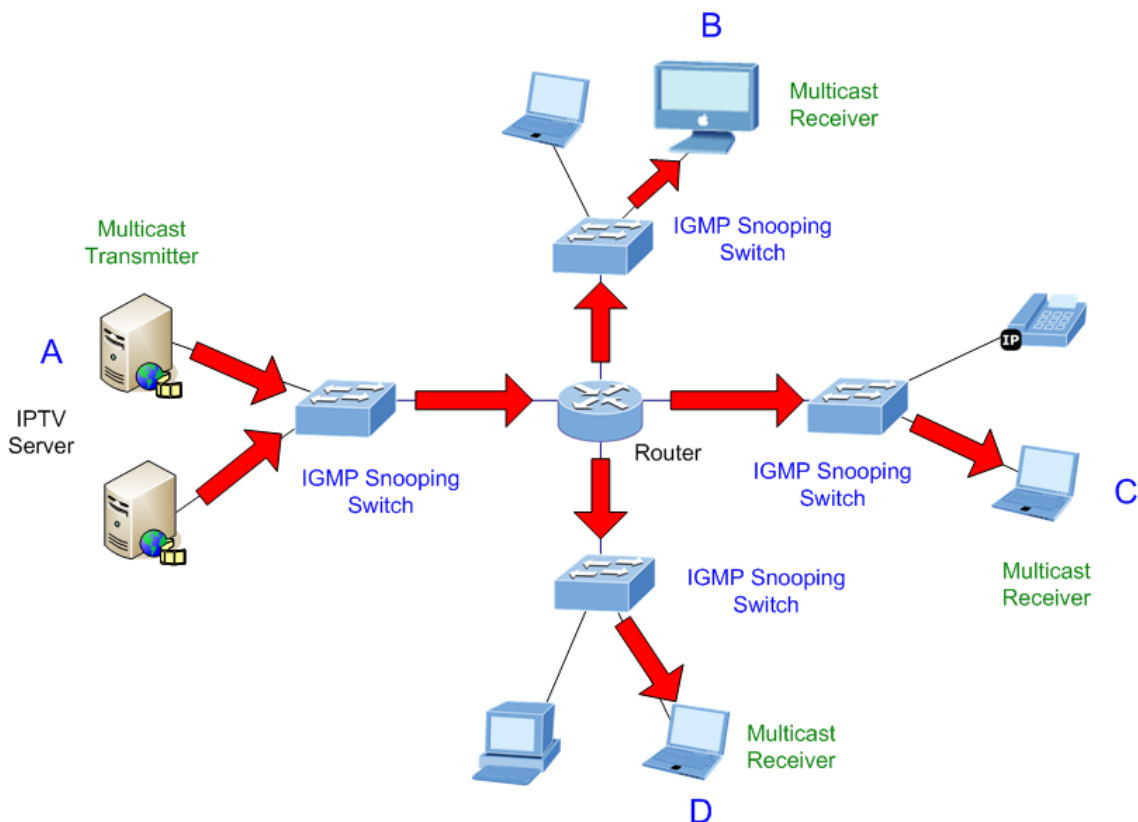 B
Multicast
Receiver
IGMP Snooping
Switch
Multicast
Transmitter
A
IPTV
Server
IP
IGMP Snooping
Switch
Router
IGMP Snooping
Switch
C
Multicast
Receiver
IGMP Snooping
Switch
Multicast
Receiver
D